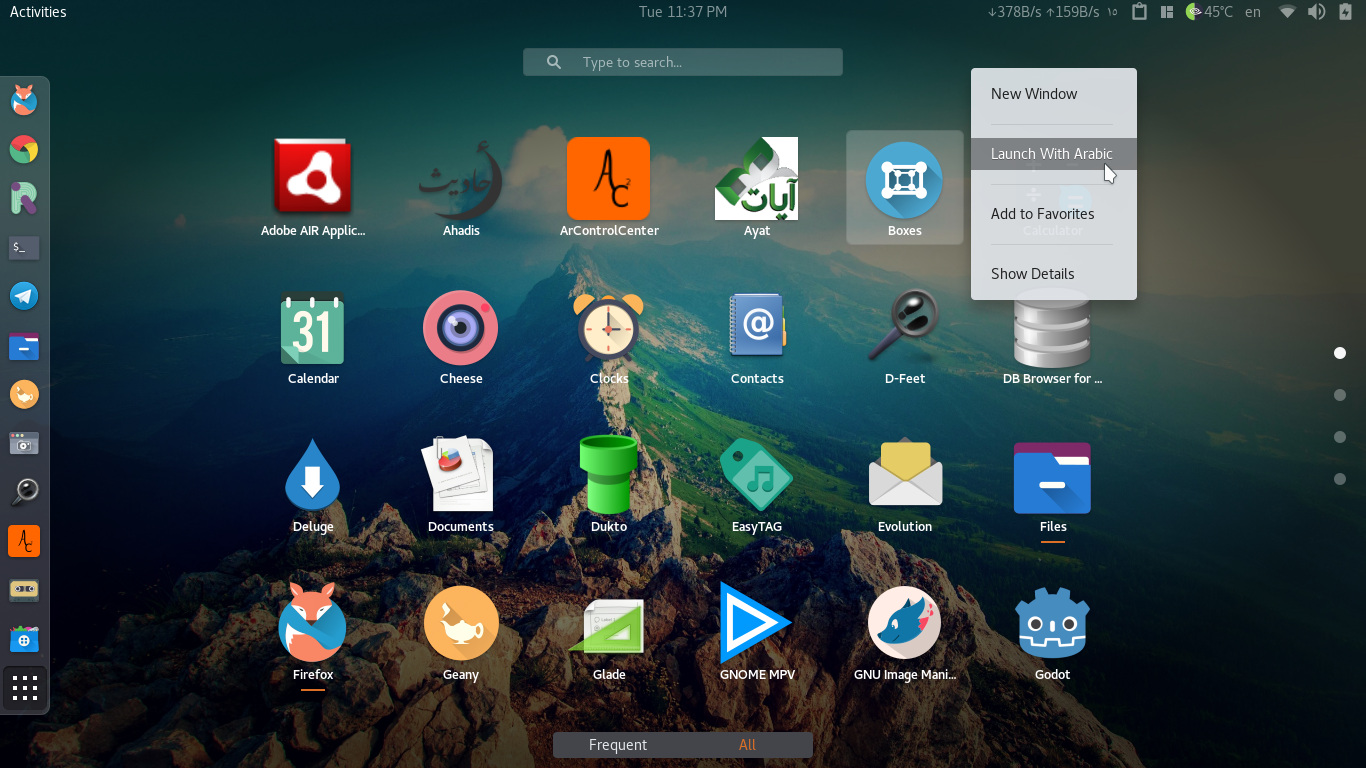 Activities
Tue 11:37 PM
↓378B/s ↑159B/s ١٥
45°C
en
Type to search...
New Window
Launch With Arabic
Add to Favorites
Show Details
Adobe AIR Applic...
أحاديث
Ahadis
AC
ArControlCenter
آيات
Ayat
Boxes
Calculator
31
Calendar
Cheese
Clocks
@
Contacts
D-Feet
DB Browser for ...
$_
Deluge
Documents
Dukto
EasyTAG
Evolution
Files
AC
Firefox
Geany
Glade
GNOME MPV
GNU Image Mani...
Godot
Frequent
All